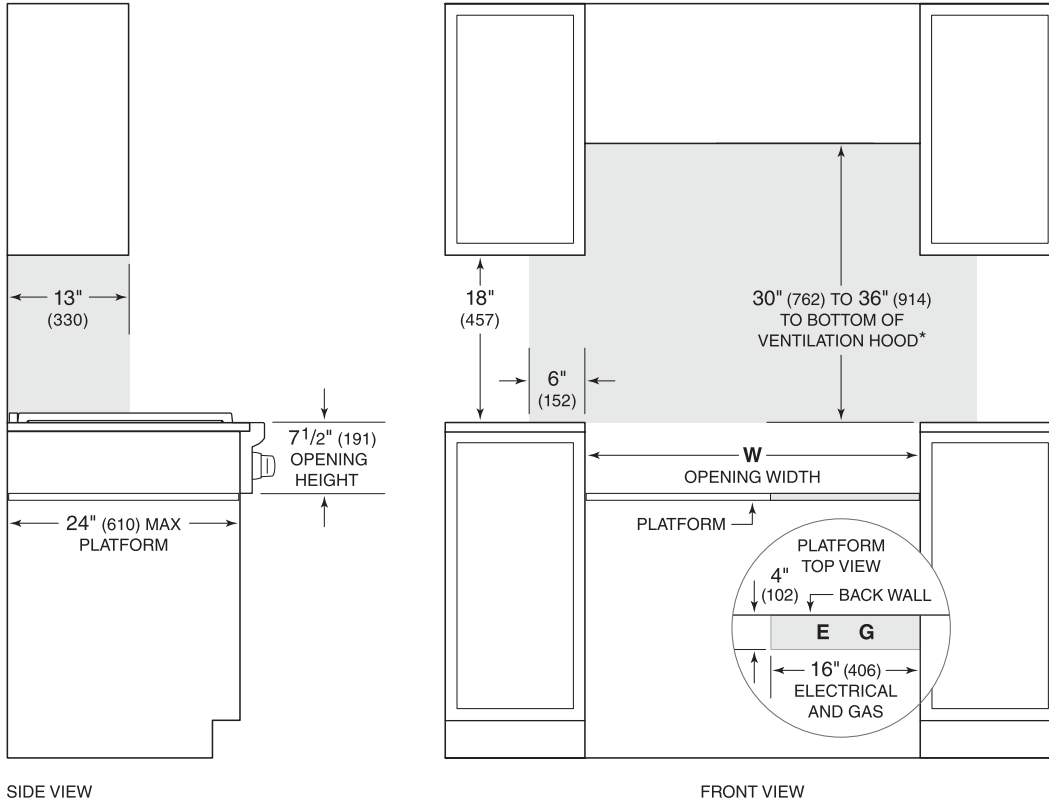 13"
(330)
7 1/2" (191)
OPENING
HEIGHT
24" (610) MAX
PLATFORM
SIDE VIEW
18"
(457)
6"
(152)
30" (762) TO 36" (914)
TO BOTTOM OF
VENTILATION HOOD*
W
OPENING WIDTH
PLATFORM
PLATFORM
TOP VIEW
4"
(102)
BACK WALL
E G
16" (406)
ELECTRICAL
AND GAS
FRONT VIEW